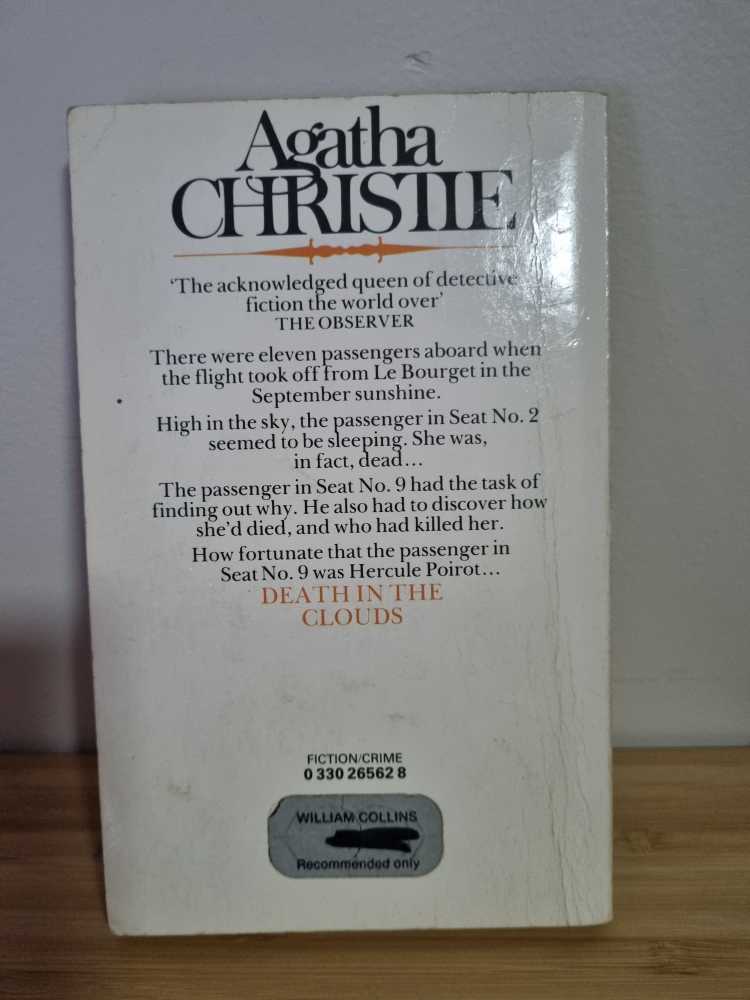 Agatha
CHRISTIE
‘The acknowledged queen of detective
fiction the world over’
THE OBSERVER
There were eleven passengers aboard when
the flight took off from Le Bourget in the
September sunshine.
High in the sky, the passenger in Seat No. 2
seemed to be sleeping. She was,
in fact, dead...
The passenger in Seat No. 9 had the task of
finding out why. He also had to discover how
she’d died, and who had killed her.
How fortunate that the passenger in
Seat No. 9 was Hercule Poirot...
DEATH IN THE
CLOUDS
FICTION/CRIME
0 330 26562 8
WILLIAM COLLINS
Recommended only